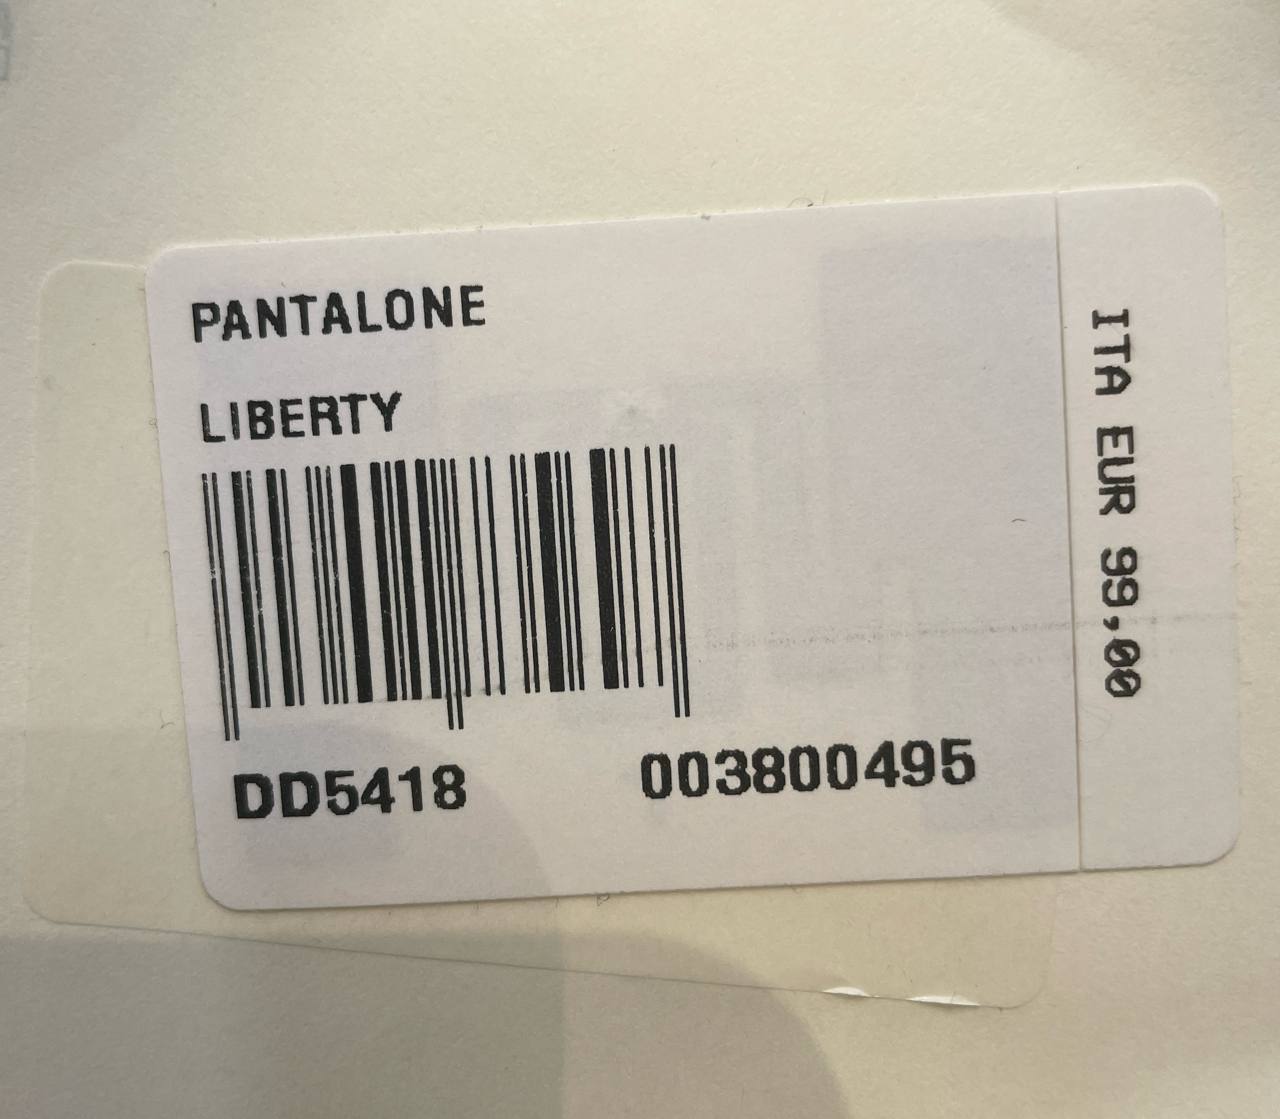 PANTALONE
LIBERTY
DD5418 003800495
ITA EUR 99,00